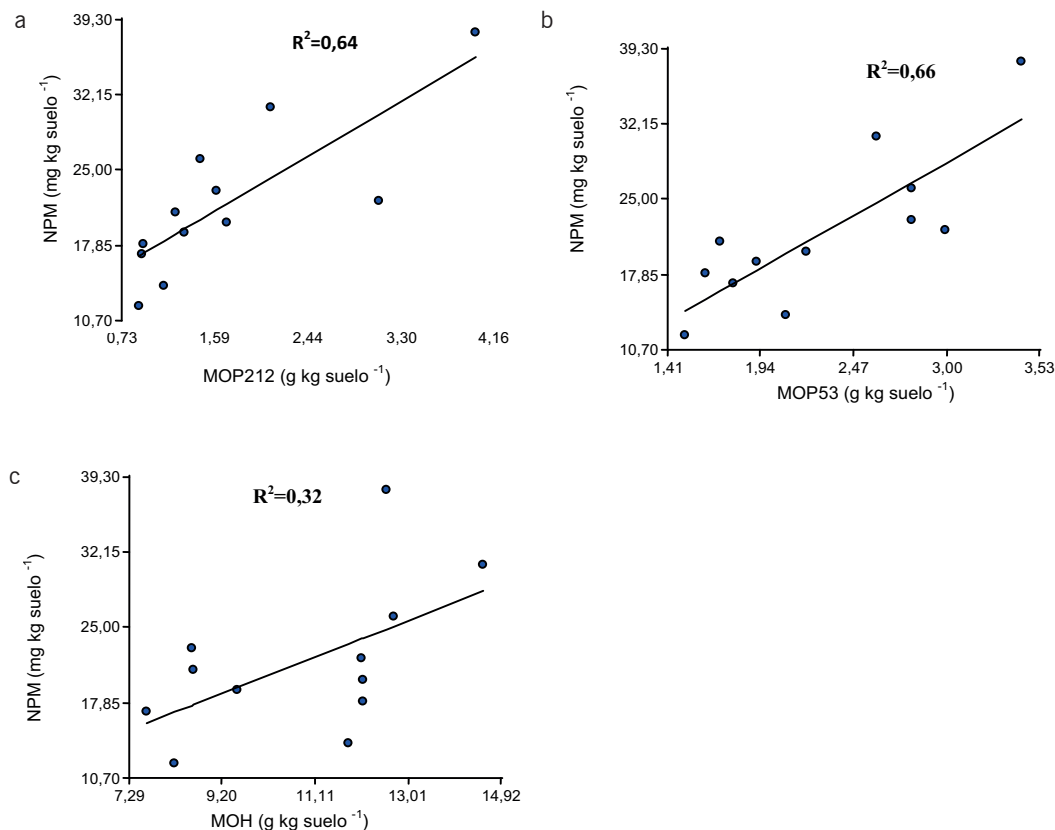 a
R²=0,64
NPM (mg kg suelo ⁻¹)
39,30
32,15
25,00
17,85
10,70
0,73 1,59 2,44 3,30 4,16
MOP212 (g kg suelo ⁻¹)
b
R²=0,66
NPM (mg kg suelo ⁻¹)
39,30
32,15
25,00
17,85
10,70
1,41 1,94 2,47 3,00 3,53
MOP53 (g kg suelo ⁻¹)
c
R²=0,32
NPM (mg kg suelo ⁻¹)
39,30
32,15
25,00
17,85
10,70
7,29 9,20 11,11 13,01 14,92
MOH (g kg suelo ⁻¹)